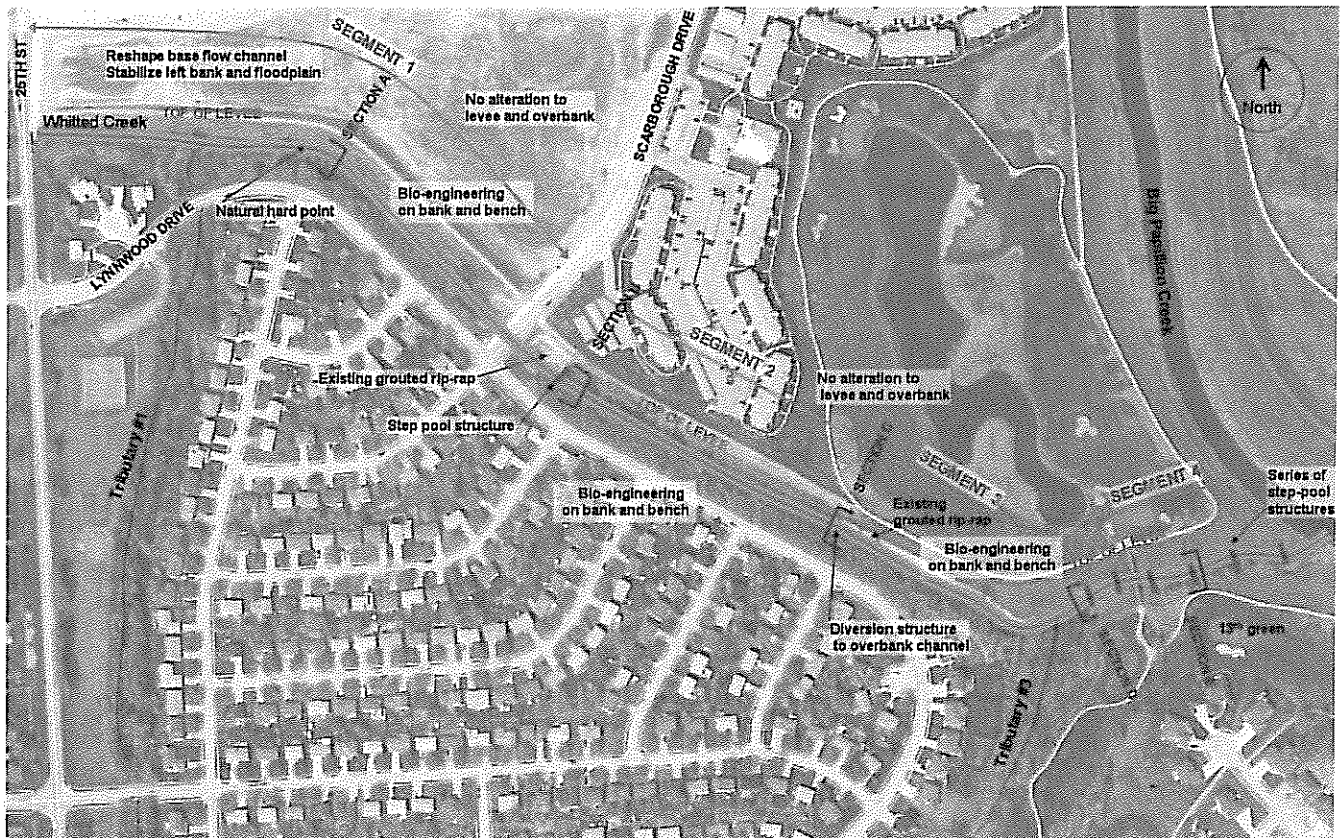 25TH ST
Reshape base flow channel
Stabilize left bank and floodplain
SEGMENT 1
SECTION A
No alteration to
levee and overbank
SCARBOROUGH DRIVE
North
TOP OF LEVEE
Whitted Creek
Bio-engineering
on bank and bench
Natural hard point
LYNNWOOD DRIVE
Big Papillion Creek
SEGMENT 2
Existing grouted rip-rap
No alteration to
levee and overbank
Step pool structure
TOP OF LEVEE
Tributary #1
Bio-engineering
on bank and bench
SEGMENT 3
SEGMENT
Series of
step-pool
structures
Existing
grouted rip-rap
Bio-engineering
on bank and bench
Diversion structure
to overbank channel
13th green
Tributary #3